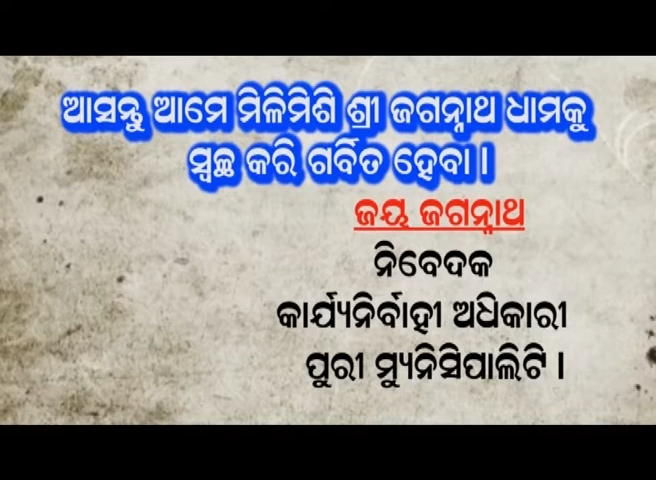 ଆସନ୍ତୁ ଆମେ ମିଳିମିଶି ଶ୍ରୀ ଜଗନ୍ନାଥ ଧାମକୁ
ସ୍ୱଚ୍ଛ କରି ଗର୍ବିତ ହେବା ।
ଜୟ ଜଗନ୍ନାଥ
ନିବେଦକ
କାର୍ଯ୍ୟନିର୍ବାହୀ ଅଧିକାରୀ
ପୁରୀ ମ୍ୟୁନିସିପାଲିଟି ।